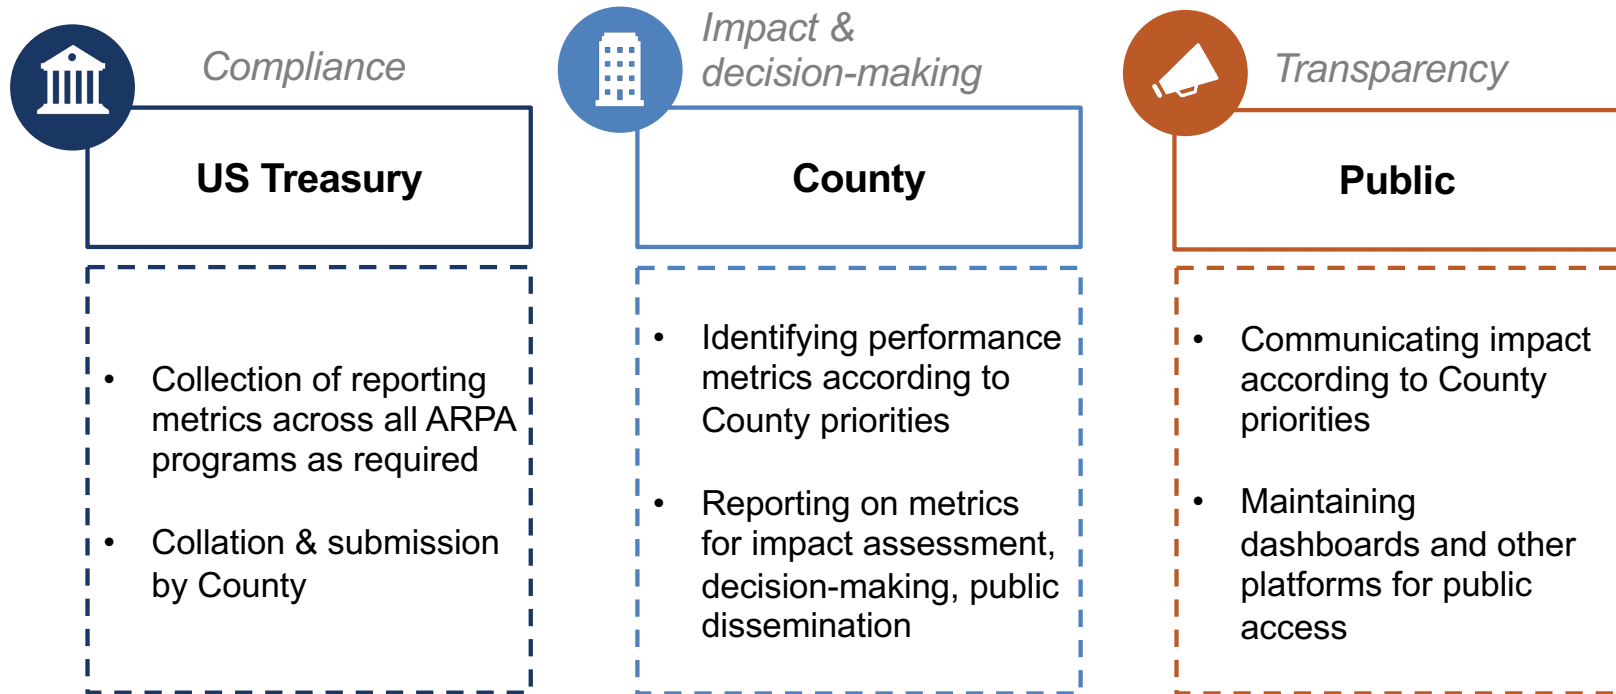 Compliance
US Treasury
• Collection of reporting
metrics across all ARPA
programs as required
• Collation & submission
by County
Impact &
decision-making
County
• Identifying performance
metrics according to
County priorities
• Reporting on metrics
for impact assessment,
decision-making, public
dissemination
Transparency
Public
• Communicating impact
according to County
priorities
• Maintaining
dashboards and other
platforms for public
access